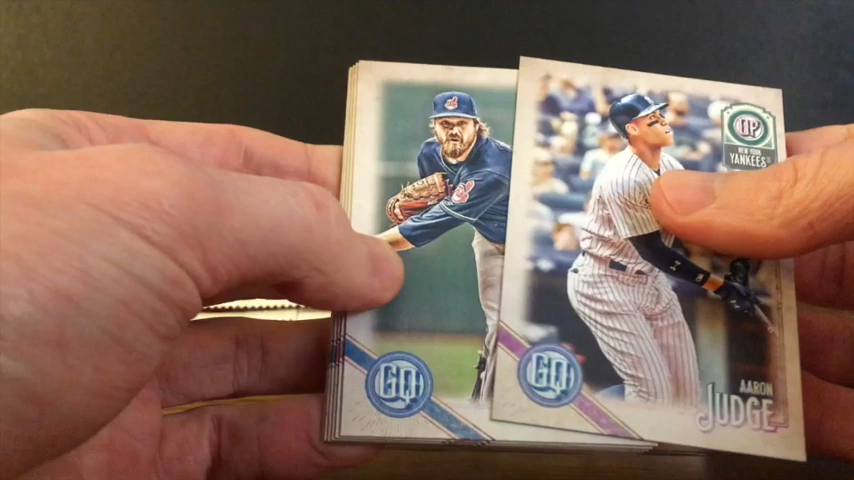 GQ
GQ
NEW YORK
YANKEES
GQ
AARON
JUDGE